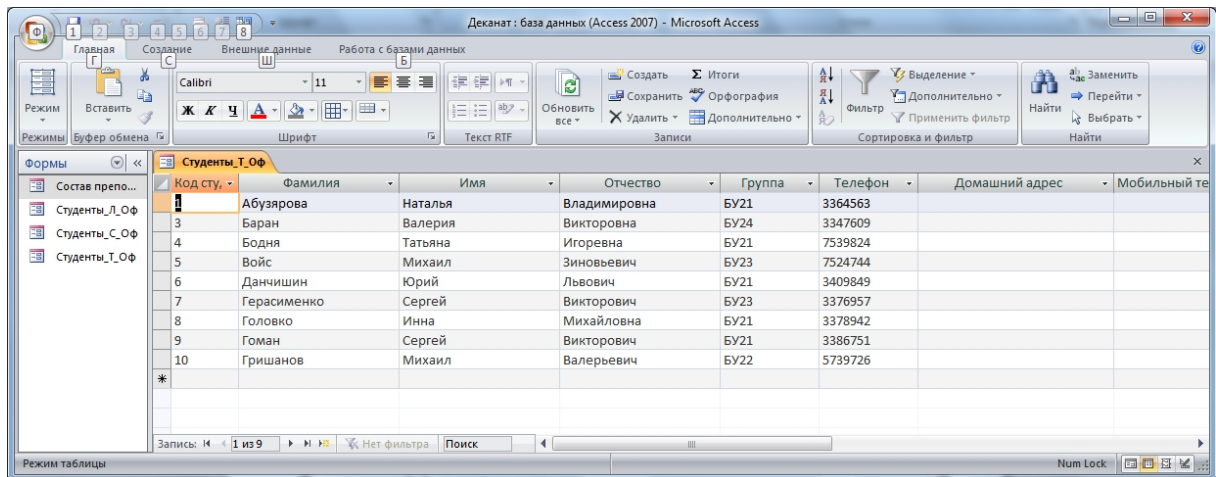 Деканат : база данных (Access 2007) - Microsoft Access
1 2 3 4 5 6 7 8
Главная Создание Внешние данные Работа с базами данных
Ф Г С Ш Б
Режим
Режимы
Вставить
Буфер обмена
Calibri 11
Ж К Ч А
Шрифт
Текст RTF
Обновить все
Создать
Сохранить
Удалить
Σ Итоги
Орфография
Дополнительно
Записи
Фильтр
Выделение
Дополнительно
Применить фильтр
Сортировка и фильтр
Найти
Заменить
Перейти
Выбрать
Найти
Формы
Состав препо...
Студенты_Л_Оф
Студенты_С_Оф
Студенты_Т_Оф
Студенты_Т_Оф
Код сту, Фамилия Имя Отчество Группа Телефон Домашний адрес Мобильный те
1 Абузярова Наталья Владимировна БУ21 3364563
3 Баран Валерия Викторовна БУ24 3347609
4 Бодня Татьяна Игоревна БУ21 7539824
5 Войс Михаил Зиновьевич БУ23 7524744
6 Данчишин Юрий Львович БУ21 3409849
7 Герасименко Сергей Викторович БУ23 3376957
8 Головко Инна Михайловна БУ21 3378942
9 Гоман Сергей Викторович БУ21 3386751
10 Гришанов Михаил Валерьевич БУ22 5739726
Запись: 1 из 9 Нет фильтра Поиск
Режим таблицы Num Lock